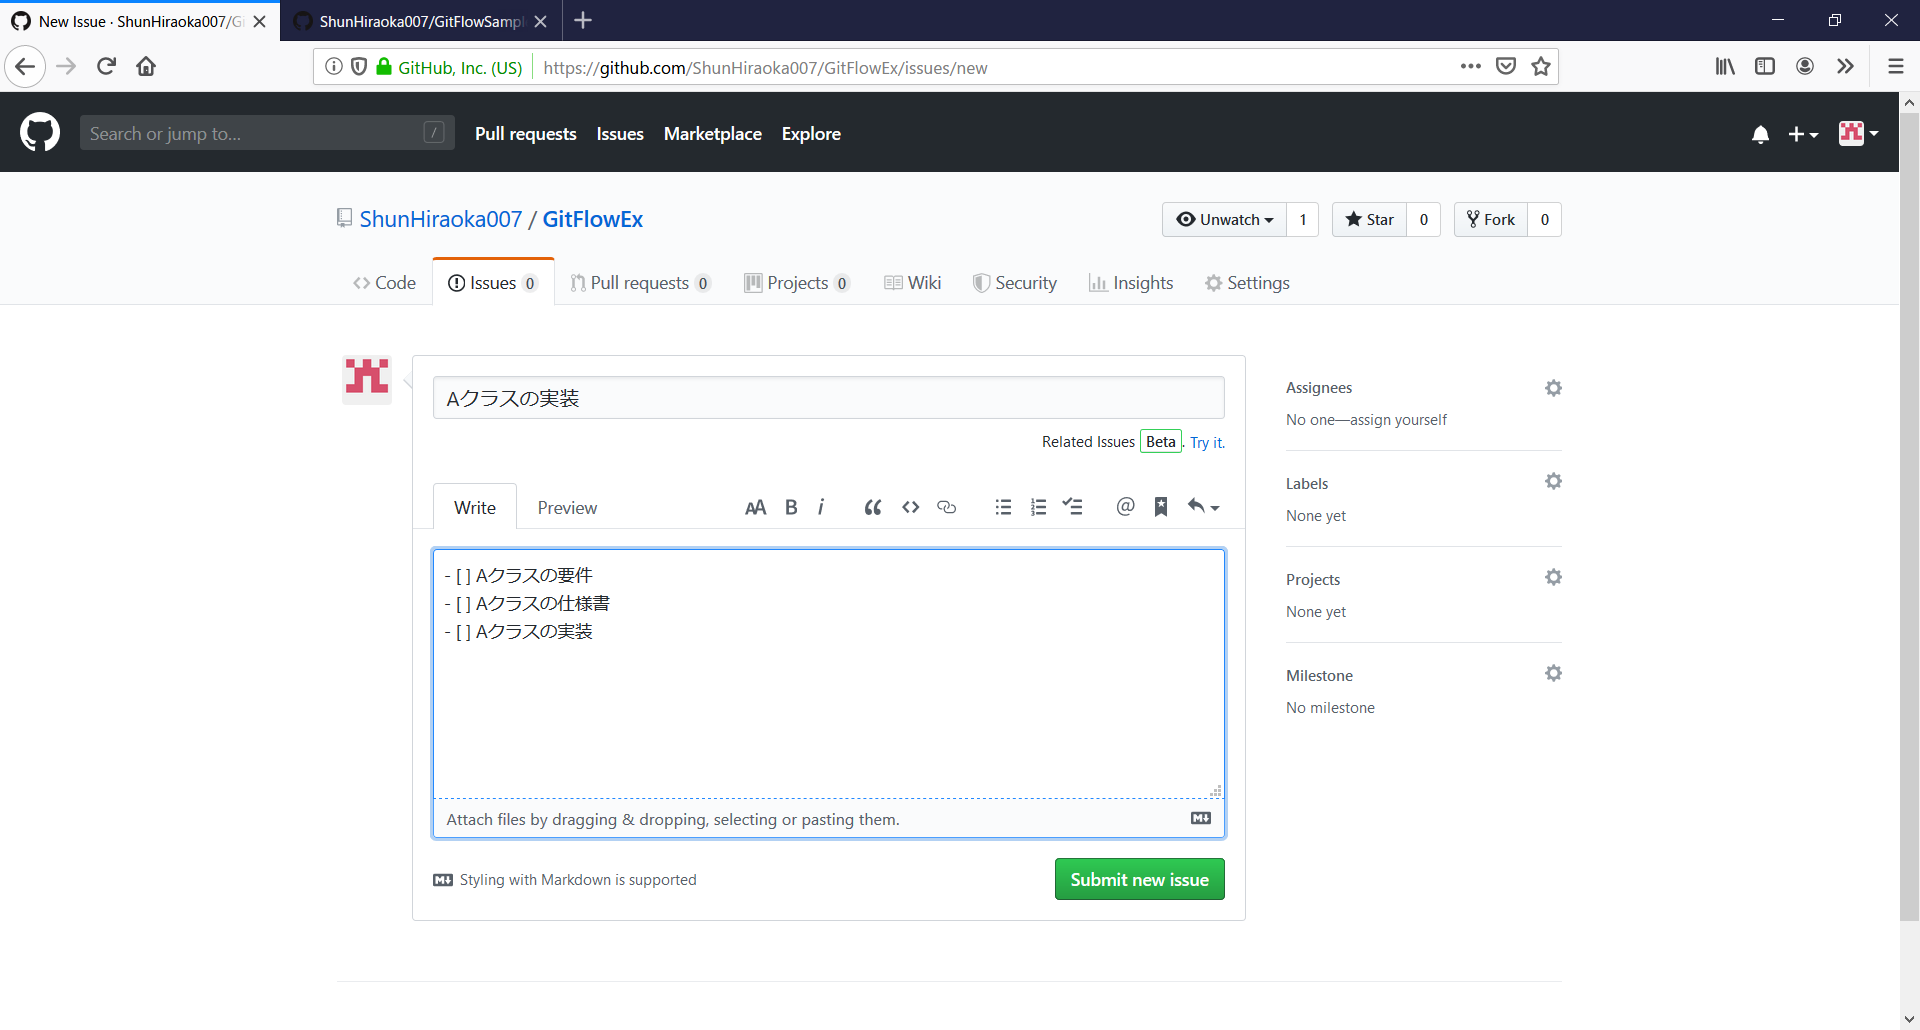 New Issue · ShunHiraoka007/Gi
ShunHiraoka007/GitFlowSampl
GitHub, Inc. (US)
https://github.com/ShunHiraoka007/GitFlowEx/issues/new
Search or jump to...
/
Pull requests
Issues
Marketplace
Explore
ShunHiraoka007 / GitFlowEx
Unwatch
1
Star
0
Fork
0
Code
Issues 0
Pull requests 0
Projects 0
Wiki
Security
Insights
Settings
Aクラスの実装
Related Issues Beta. Try it.
Write
Preview
AA B i
@
- [ ] Aクラスの要件
- [ ] Aクラスの仕様書
- [ ] Aクラスの実装
Attach files by dragging & dropping, selecting or pasting them.
Styling with Markdown is supported
Submit new issue
Assignees
No one—assign yourself
Labels
None yet
Projects
None yet
Milestone
No milestone